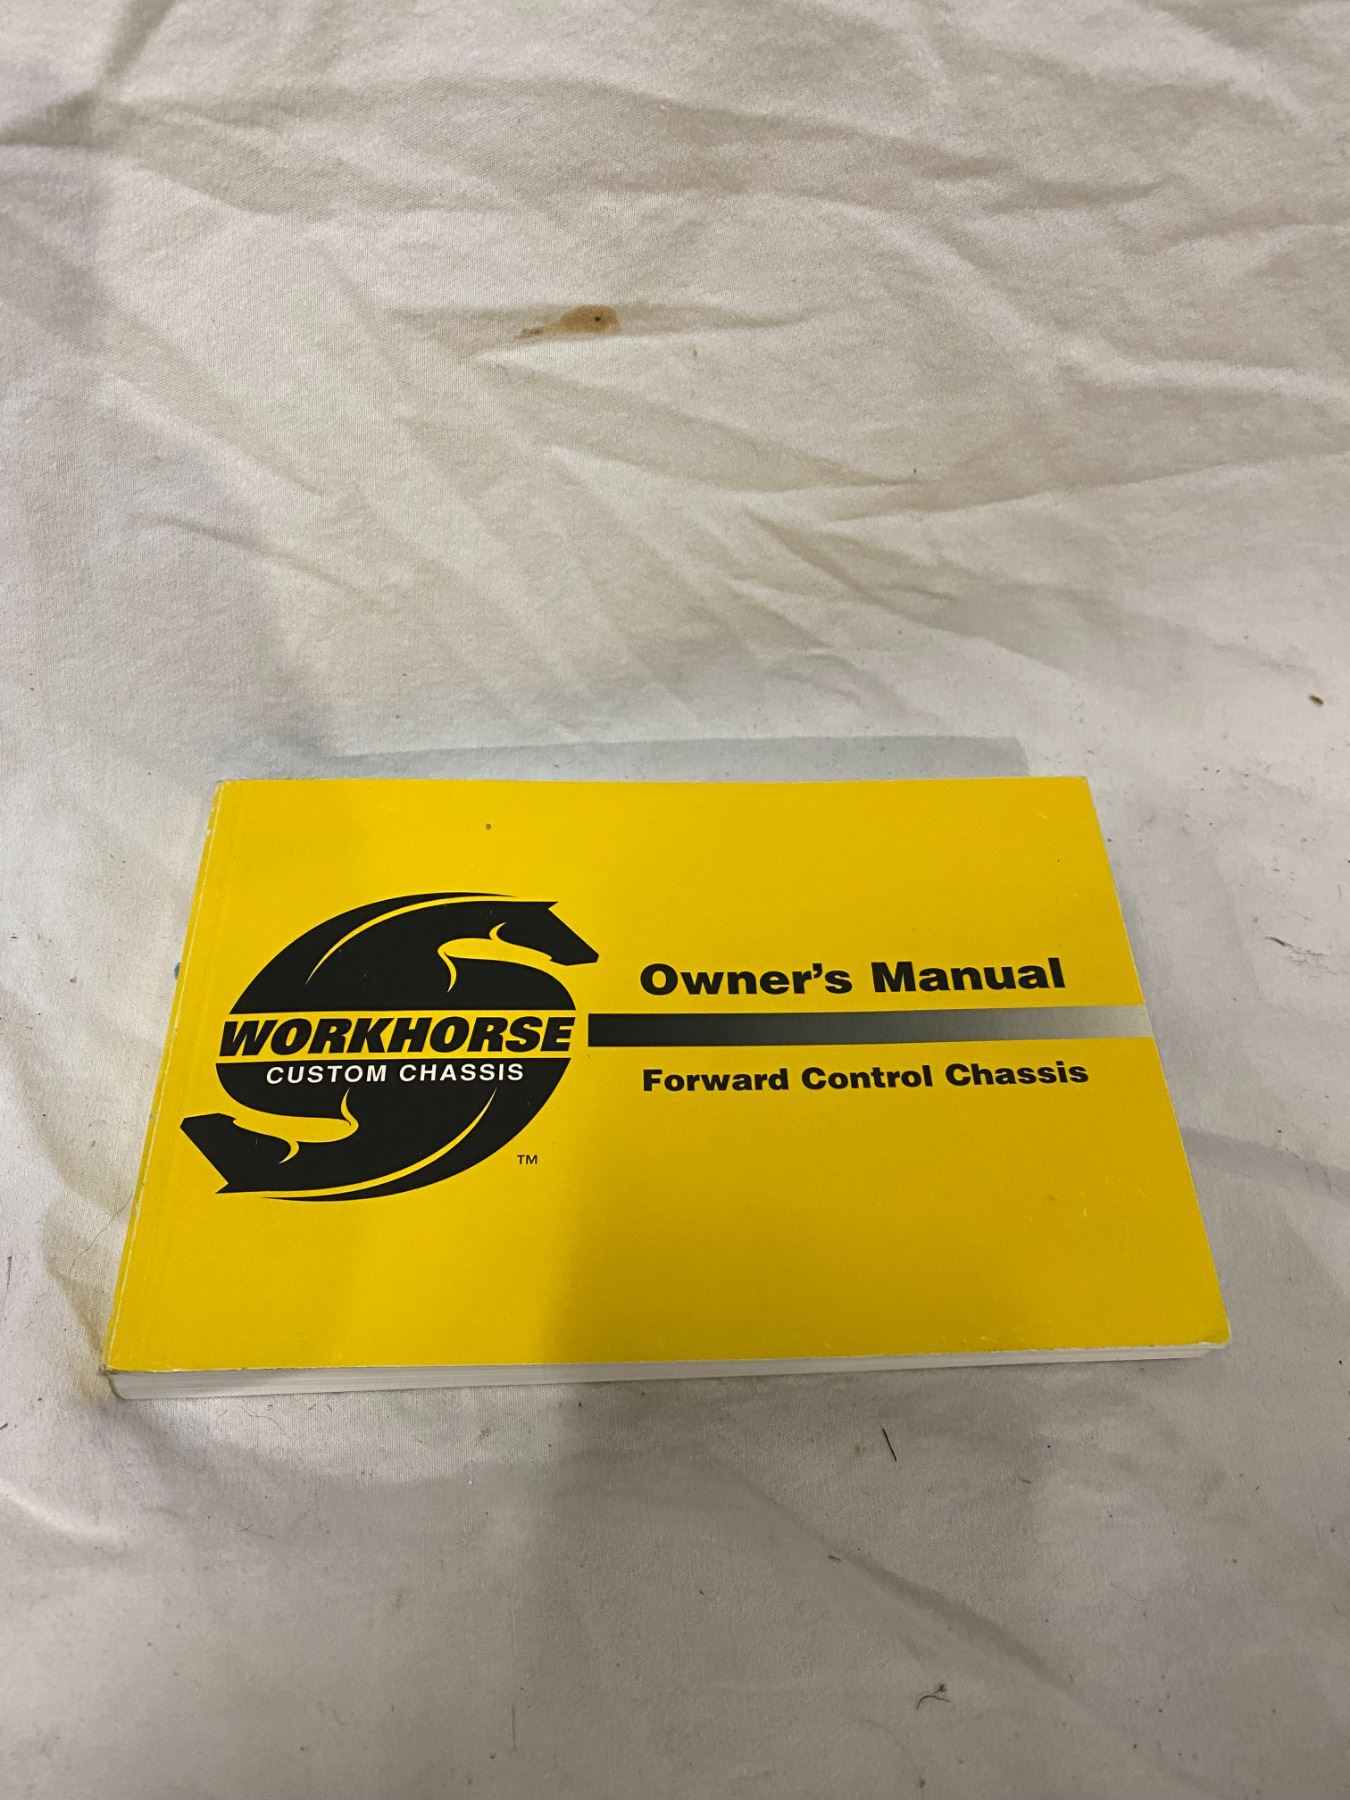 WORKHORSE
CUSTOM CHASSIS
TM
Owner's Manual
Forward Control Chassis